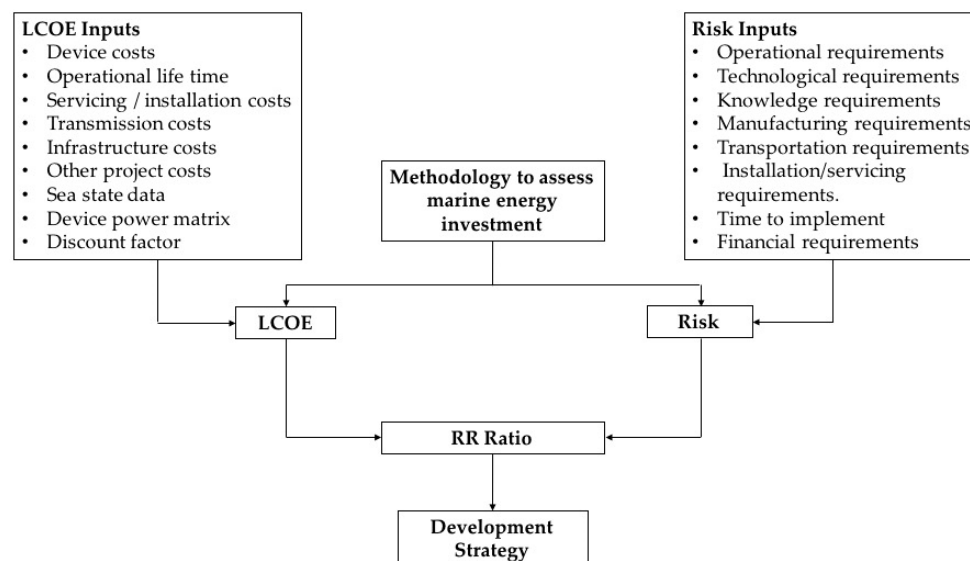 LCOE Inputs
• Device costs
• Operational life time
• Servicing / installation costs
• Transmission costs
• Infrastructure costs
• Other project costs
• Sea state data
• Device power matrix
• Discount factor
Risk Inputs
• Operational requirements
• Technological requirements
• Knowledge requirements
• Manufacturing requirements
• Transportation requirements
• Installation/servicing
requirements.
• Time to implement
• Financial requirements
Methodology to assess
marine energy
investment
LCOE
Risk
RR Ratio
Development
Strategy